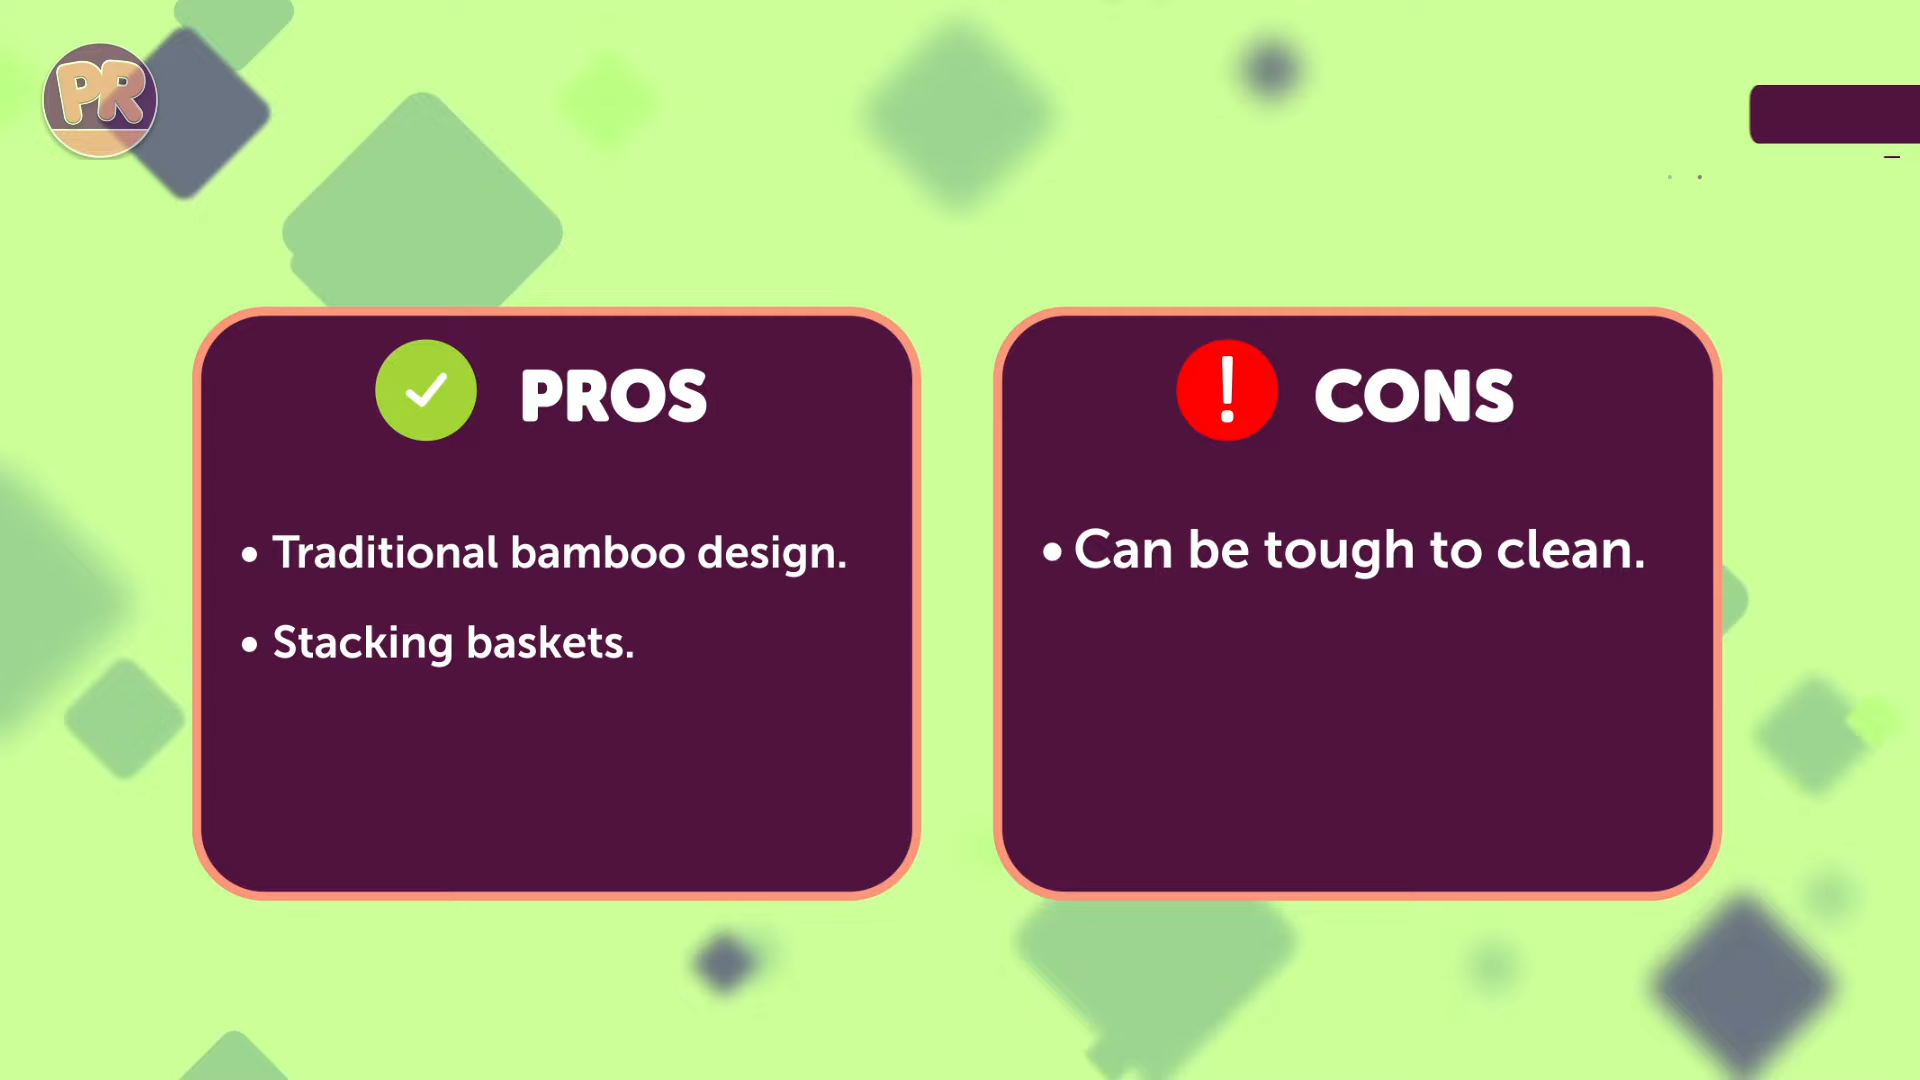 PR
PROS
• Traditional bamboo design.
• Stacking baskets.
CONS
• Can be tough to clean.